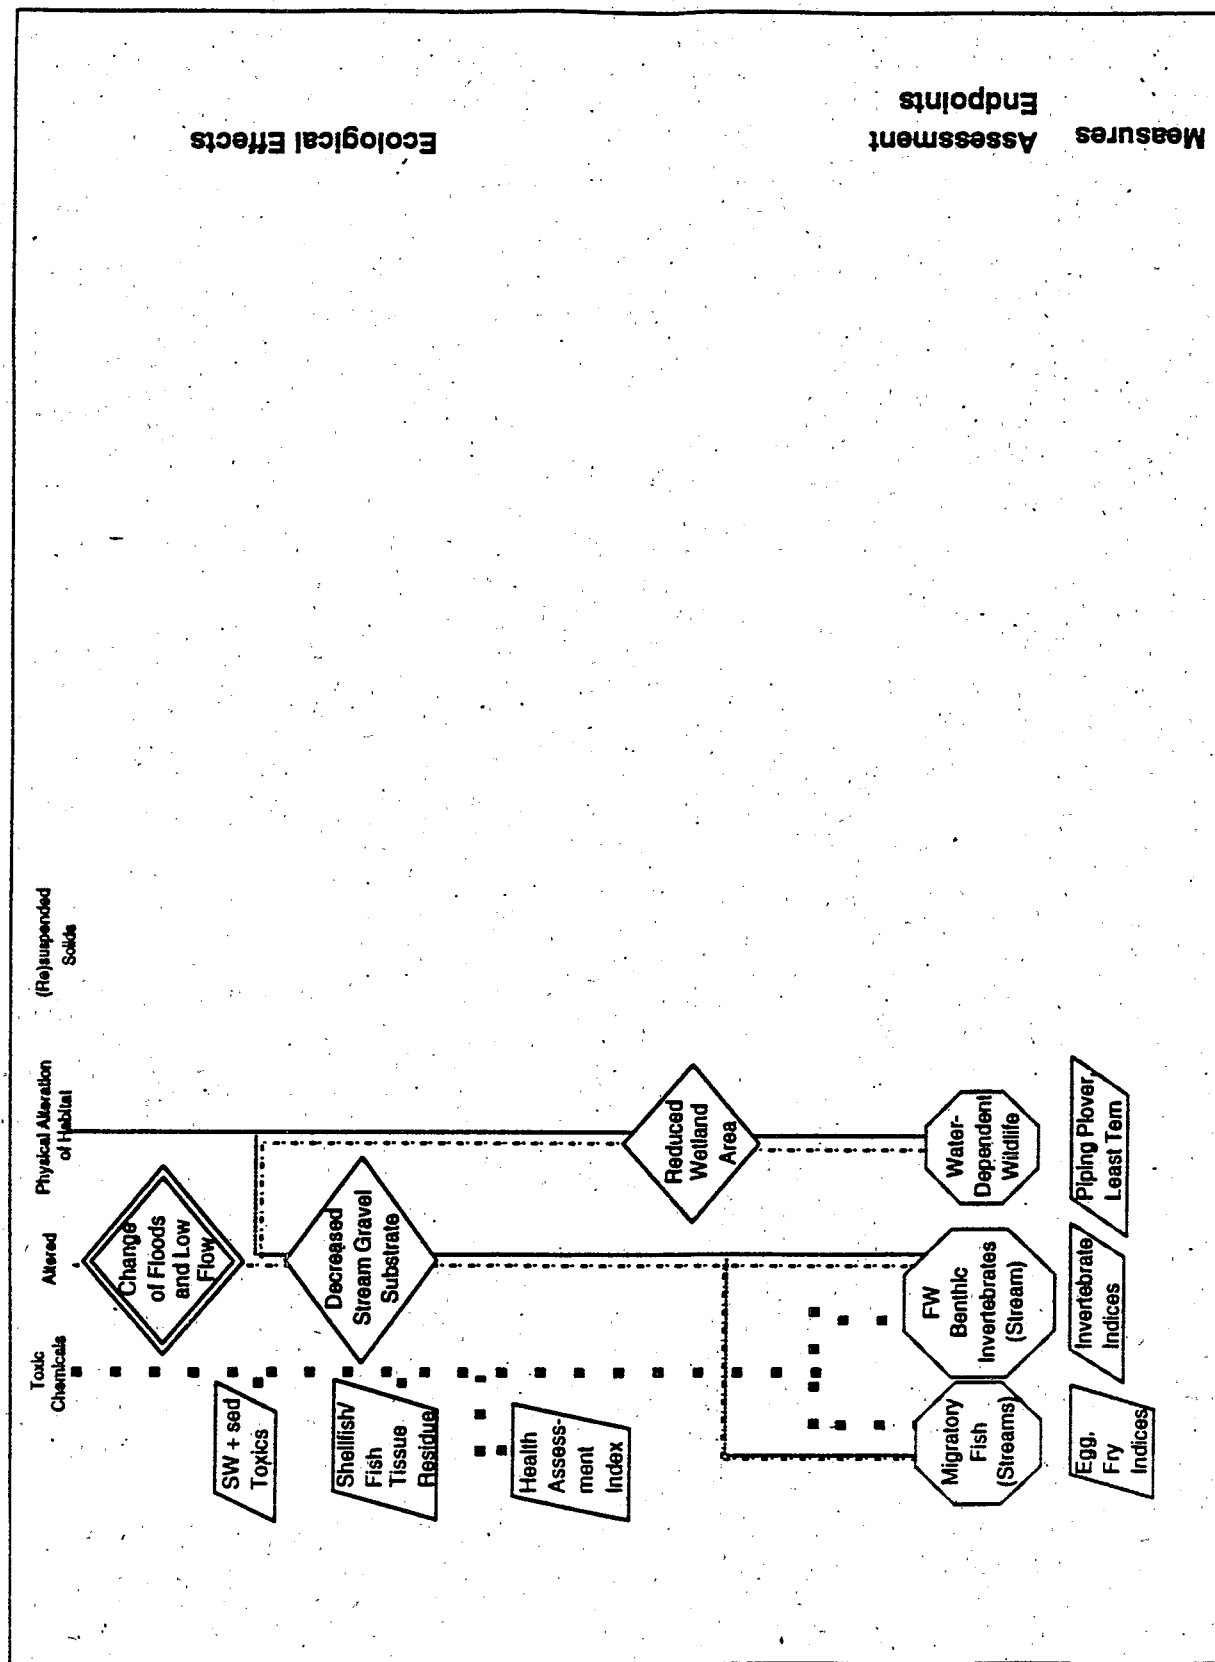 Toxic
Chemicals
Altered
Physical Alteration
of Habitat
(Re)suspended
Solids
Change
of Floods
and Low
Flow
SW + sed
Toxics
Decreased
Stream Gravel
Substrate
Shellfish/
Fish
Tissue
Residue
Health
Assess-
ment
Index
Reduced
Wetland
Area
Migratory
Fish
(Streams)
FW
Benthic
Invertebrates
(Stream)
Water-
Dependent
Wildlife
Egg,
Fry
Indices
Invertebrate
Indices
Piping Plover,
Least Tern
Ecological Effects
Assessment
Endpoints
Measures